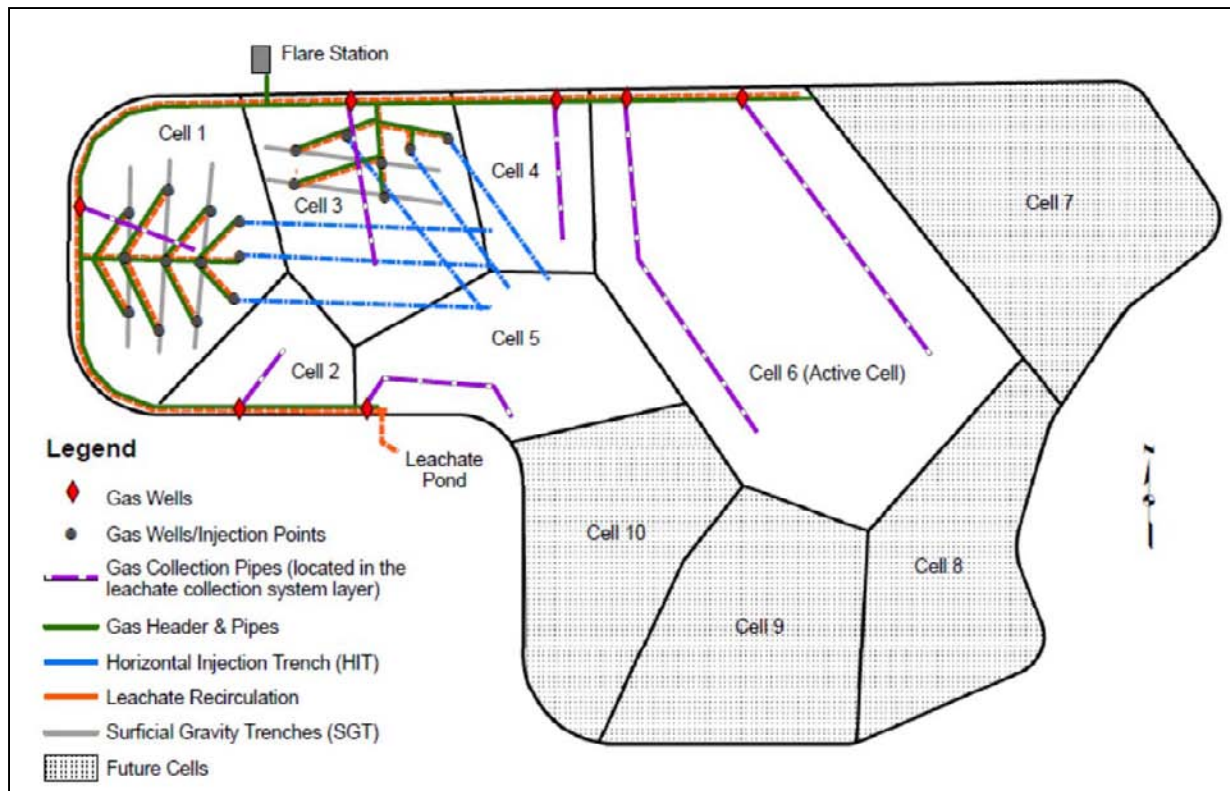 Flare Station
Cell 1
Cell 4
Cell 3
Cell 7
Cell 5
Cell 2
Cell 6 (Active Cell)
Leachate
Pond
Cell 10
Cell 8
Cell 9
Legend
Gas Wells
Gas Wells/Injection Points
Gas Collection Pipes (located in the
leachate collection system layer)
Gas Header & Pipes
Horizontal Injection Trench (HIT)
Leachate Recirculation
Surficial Gravity Trenches (SGT)
Future Cells